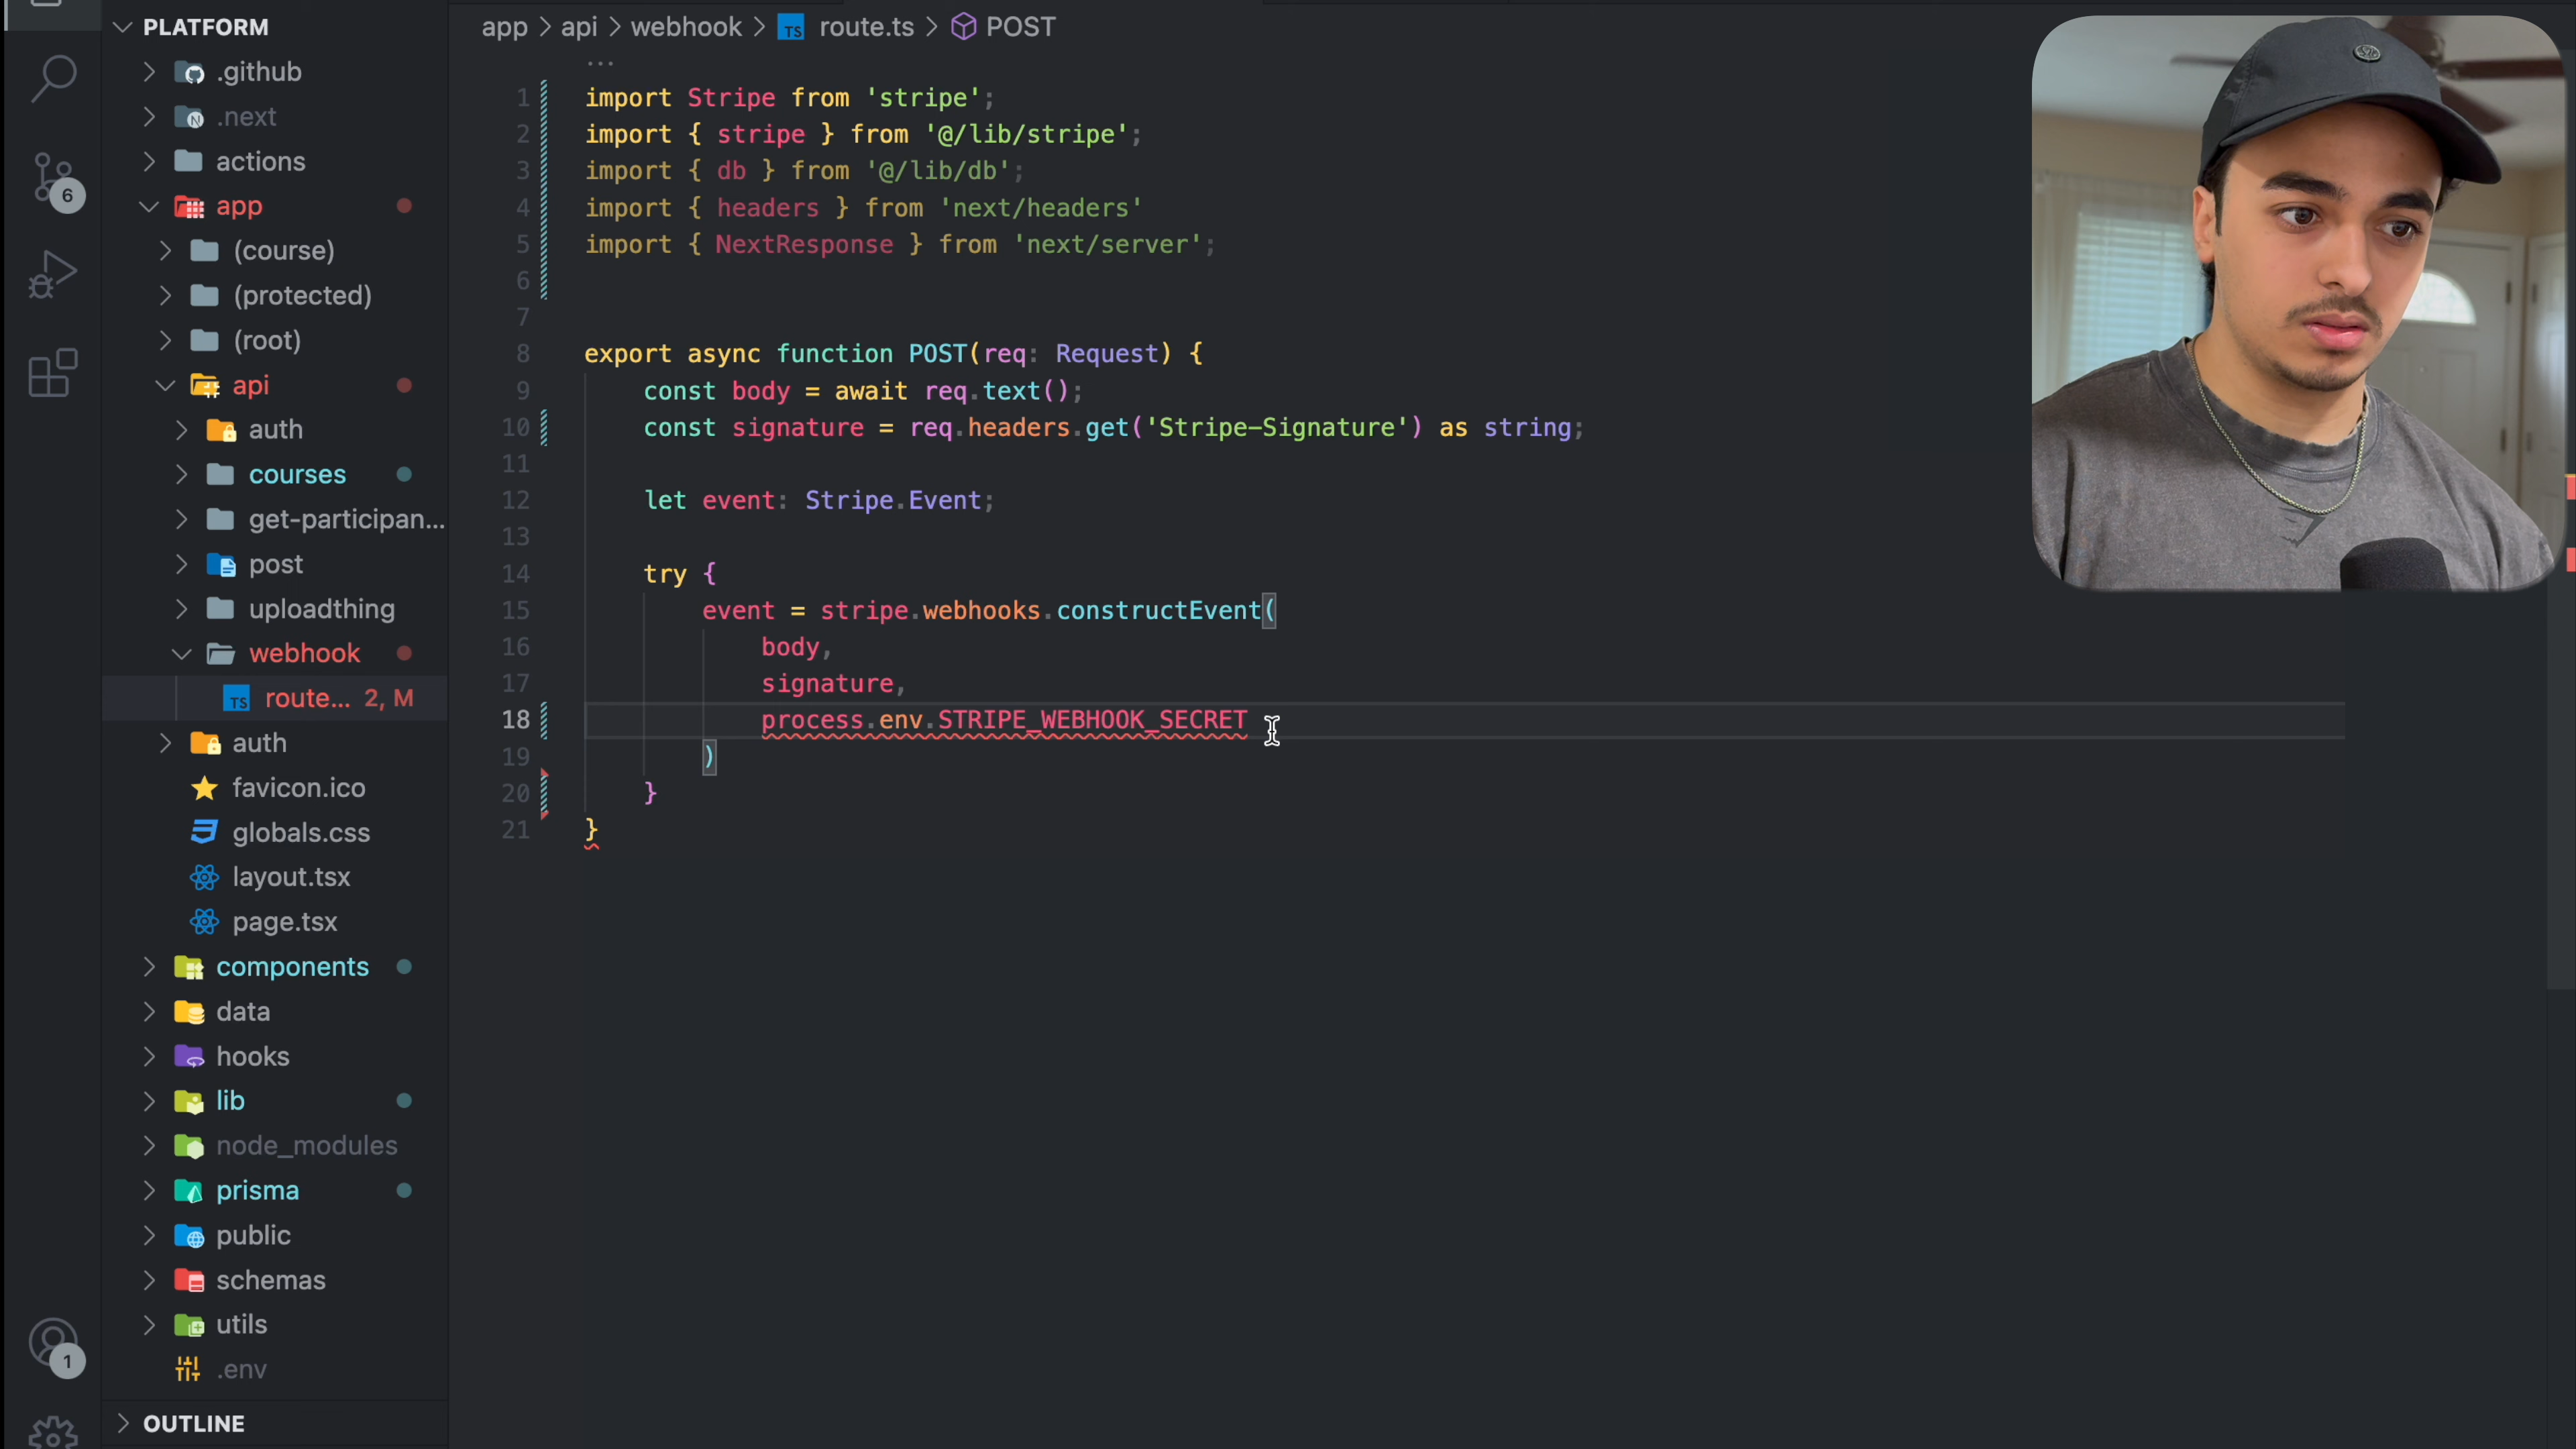 PLATFORM
.github
.next
actions
app
(course)
(protected)
(root)
api
auth
courses
get-participan...
post
uploadthing
webhook
route... 2, M
auth
favicon.ico
globals.css
layout.tsx
page.tsx
components
data
hooks
lib
node_modules
prisma
public
schemas
utils
.env
OUTLINE
6
1
app > api > webhook > TS route.ts > POST
...
1 import Stripe from 'stripe';
2 import { stripe } from '@/lib/stripe';
3 import { db } from '@/lib/db';
4 import { headers } from 'next/headers'
5 import { NextResponse } from 'next/server';
6
7
8 export async function POST(req: Request) {
9 const body = await req.text();
10 const signature = req.headers.get('Stripe-Signature') as string;
11
12 let event: Stripe.Event;
13
14 try {
15 event = stripe.webhooks.constructEvent(
16 body,
17 signature,
18 process.env.STRIPE_WEBHOOK_SECRET
19 )
20 }
21 }